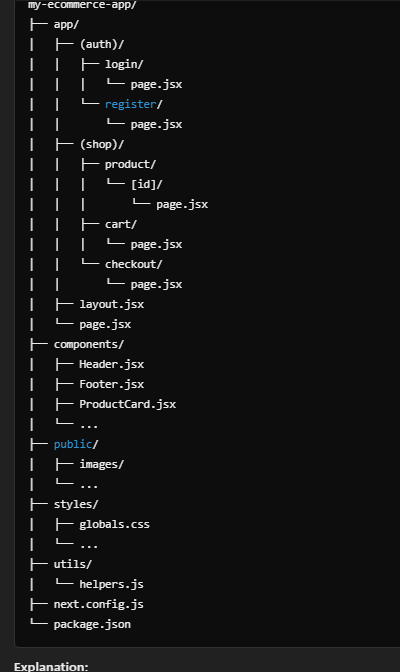 my-ecommerce-app/
├── app/
│   ├── (auth)/
│   │   ├── login/
│   │   │   └── page.jsx
│   │   └── register/
│   │       └── page.jsx
│   ├── (shop)/
│   │   ├── product/
│   │   │   └── [id]/
│   │   │       └── page.jsx
│   │   ├── cart/
│   │   │   └── page.jsx
│   │   └── checkout/
│   │       └── page.jsx
│   ├── layout.jsx
│   └── page.jsx
├── components/
│   ├── Header.jsx
│   ├── Footer.jsx
│   ├── ProductCard.jsx
│   └── ...
├── public/
│   ├── images/
│   └── ...
├── styles/
│   ├── globals.css
│   └── ...
├── utils/
│   └── helpers.js
├── next.config.js
└── package.json
Explanation: